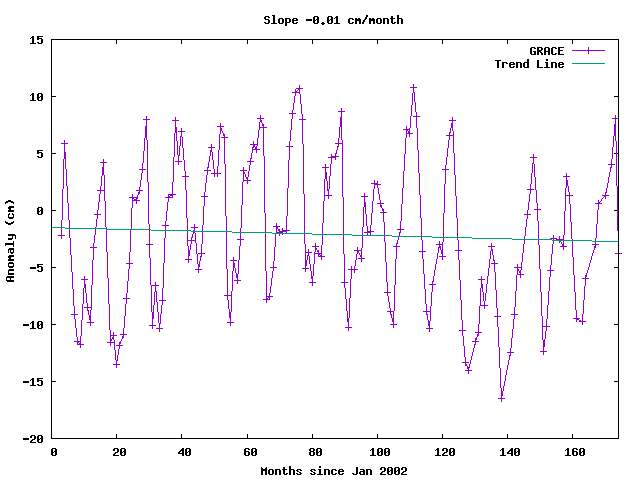 Slope -0.01 cm/month
GRACE
Trend Line
15
10
5
0
-5
-10
-15
-20
Anomaly (cm)
0 20 40 60 80 100 120 140 160
Months since Jan 2002